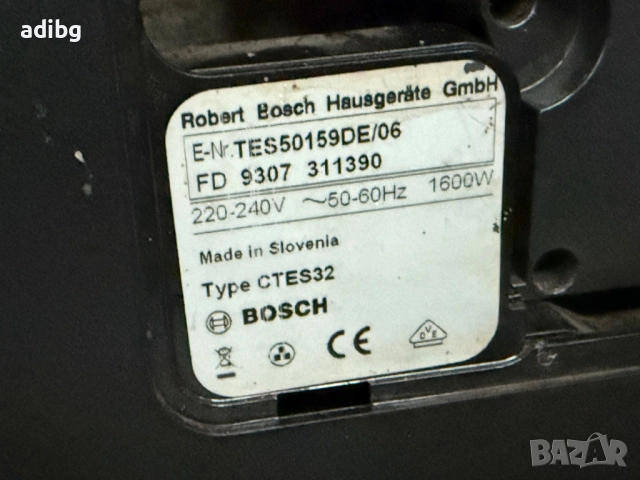 adibg
Robert Bosch Hausgeräte GmbH
E-Nr. TES50159DE/06
FD 9307 311390
220-240V ~50-60Hz 1600W
Made in Slovenia
Type CTES32
BOSCH
CE
DVE
BAZAR